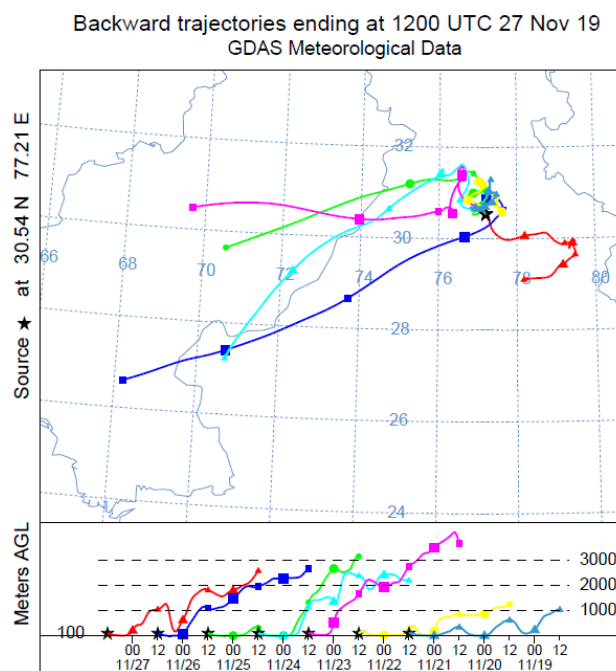 Backward trajectories ending at 1200 UTC 27 Nov 19
GDAS Meteorological Data
Source ★ at 30.54 N 77.21 E
32
30
66 68 70 72 74 76 78 80
28
26
24
Meters AGL
3000
2000
1000
100
00 12 00 12 00 12 00 12 00 12 00 12 00 12 00 12 00 12
11/27 11/26 11/25 11/24 11/23 11/22 11/21 11/20 11/19